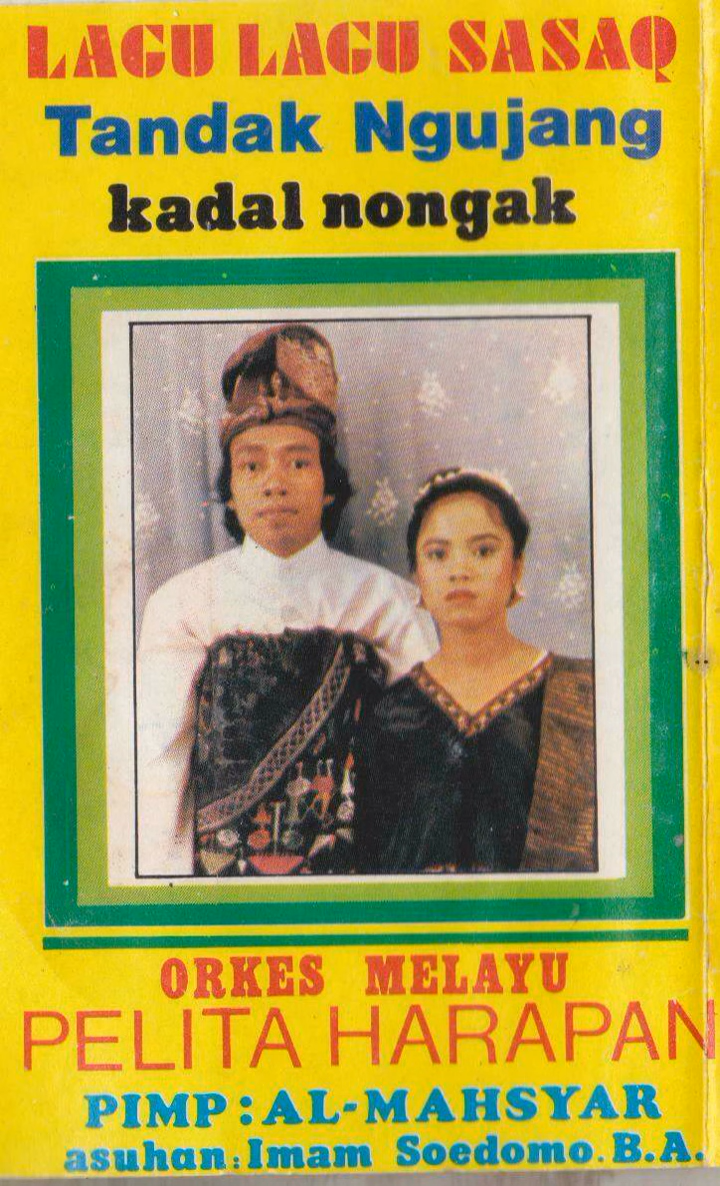 LAGU LAGU SASAQ
Tandak Ngujang
kadal nongak
ORKES MELAYU
PELITA HARAPAN
PIMP:AL-MAHSYAR
asuhan:Imam Soedomo.B.A.